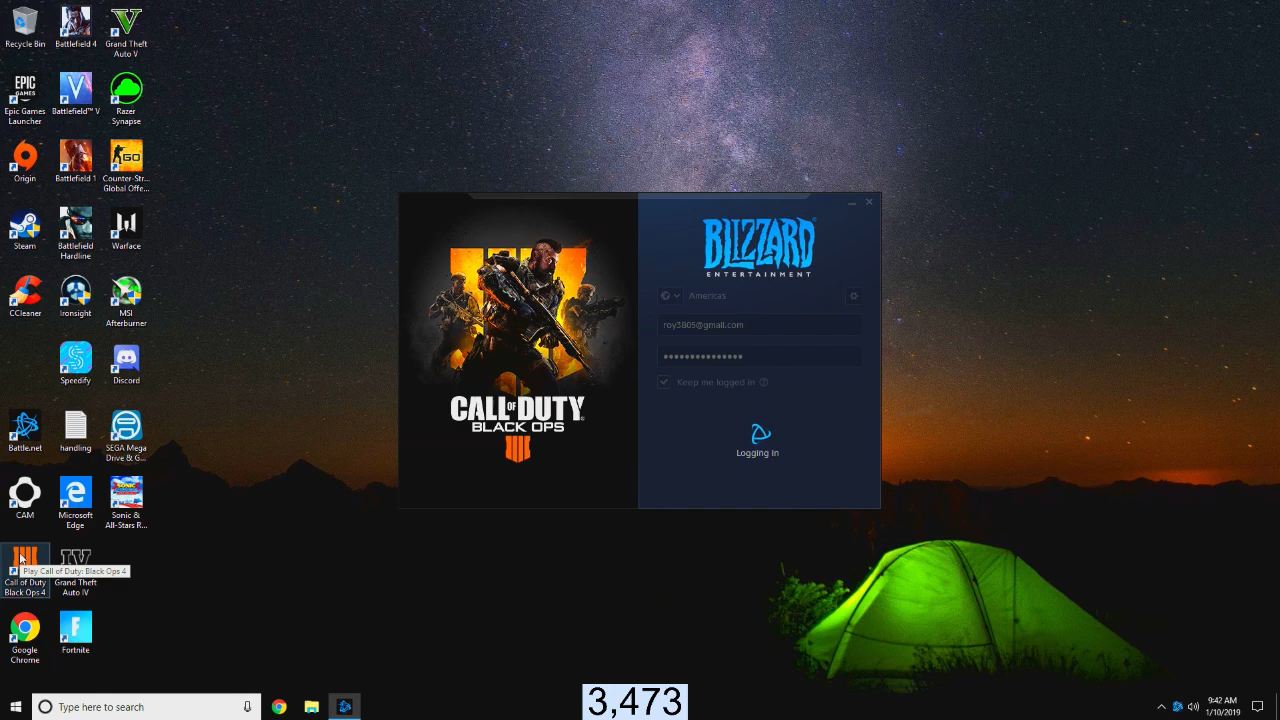 Recycle Bin
Battlefield 4
Grand Theft
Auto V
EPIC
GAMES
Epic Games
Launcher
Battlefield™ V
Razer
Synapse
Origin
Battlefield 1
GO
Counter-Str...
Global Offe...
Steam
Battlefield
Hardline
Warface
CCleaner
Ironsight
MSI
Afterburner
Speedify
Discord
Battle.net
handling
SEGA Mega
Drive & G...
CAM
Microsoft
Edge
Sonic &
All-Stars R...
Play Call of Duty: Black Ops 4
Call of Duty
Black Ops 4
IV
Grand Theft
Auto IV
Google
Chrome
Fortnite
CALL OF DUTY
BLACK OPS
IIII
BLIZZARD
ENTERTAINMENT
Americas
roy3805@gmail.com
●●●●●●●●●●●●●●●
Keep me logged in
Logging in
3,473
Type here to search
9:42 AM
1/10/2019